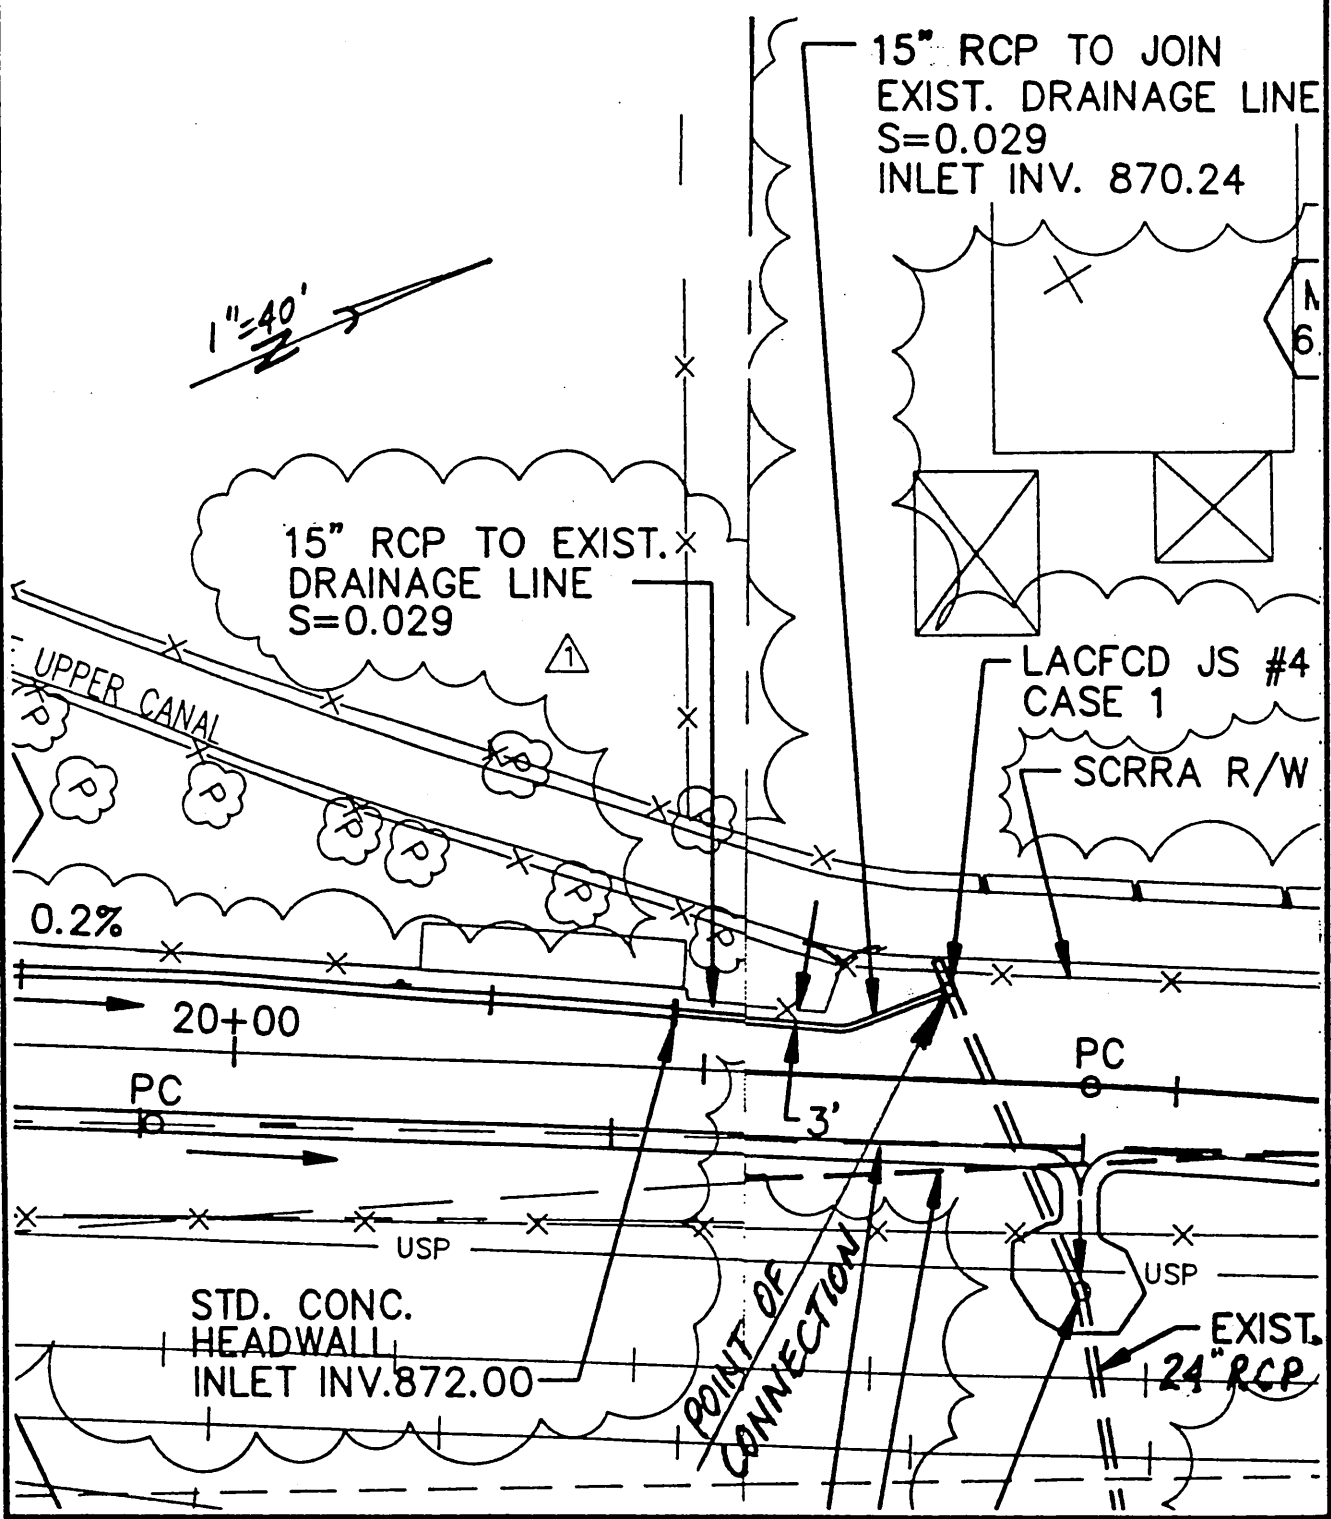 15" RCP TO JOIN
EXIST. DRAINAGE LINE
S=0.029
INLET INV. 870.24
1"=40'
N
6.
15" RCP TO EXIST.
DRAINAGE LINE
S=0.029
1
UPPER CANAL
LACFCD JS #4
CASE 1
SCRRA R/W
P
P
P
P
P
P
P
P
P
0.2%
20+00
PC
PC
3'
USP
USP
STD. CONC.
HEADWALL
INLET INV.872.00
POINT OF
CONNECTION
EXIST.
24" RCP